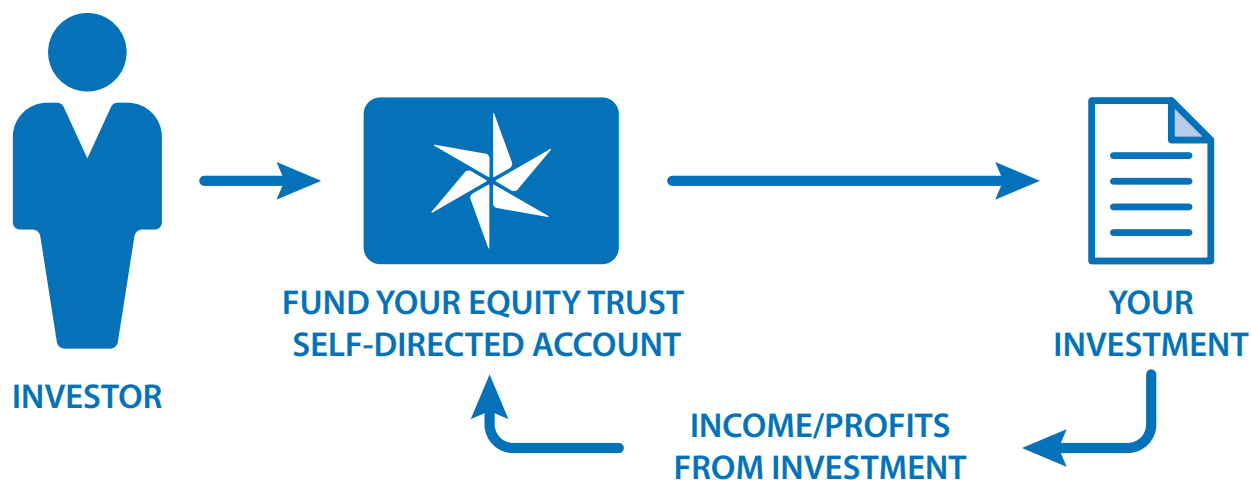 INVESTOR
FUND YOUR EQUITY TRUST
SELF-DIRECTED ACCOUNT
YOUR
INVESTMENT
INCOME/PROFITS
FROM INVESTMENT